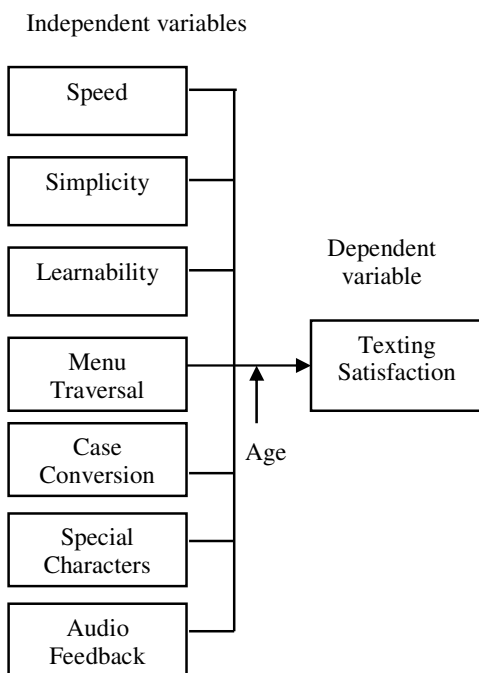 Independent variables
Speed
Simplicity
Learnability
Menu
Traversal
Case
Conversion
Special
Characters
Audio
Feedback
Age
Dependent
variable
Texting
Satisfaction